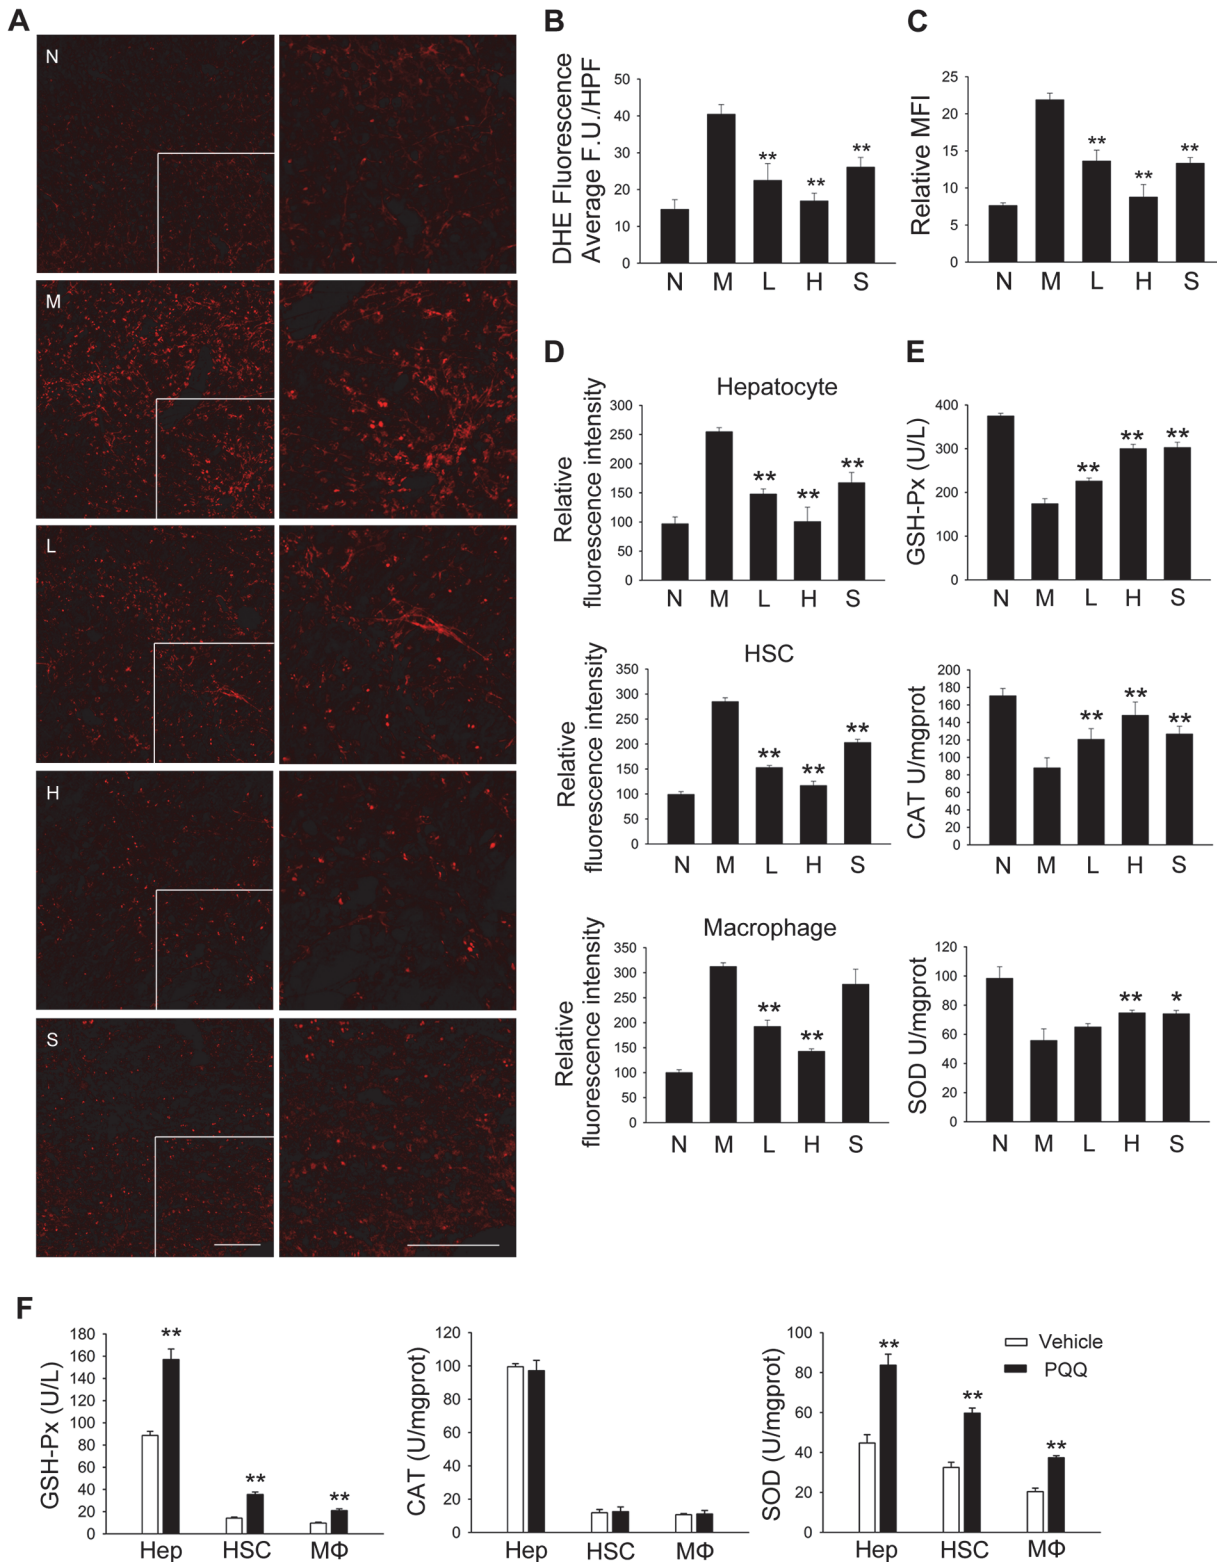 A
N
M
L
H
S
B
DHE Fluorescence
Average F.U./HPF
50
40
30
20
10
0
** ** **
N M L H S
C
Relative MFI
25
20
15
10
5
0
** ** **
N M L H S
D
Hepatocyte
Relative
fluorescence intensity
300
250
200
150
100
50
0
** ** **
N M L H S
HSC
Relative
fluorescence intensity
350
300
250
200
150
100
50
0
** ** **
N M L H S
Macrophage
Relative
fluorescence intensity
350
300
250
200
150
100
50
0
** **
N M L H S
E
GSH-Px (U/L)
400
300
200
100
0
** ** **
N M L H S
CAT U/mgprot
200
180
160
140
120
100
80
60
40
20
0
** ** **
N M L H S
SOD U/mgprot
120
100
80
60
40
20
0
** *
N M L H S
F
GSH-Px (U/L)
180
160
140
120
100
80
60
40
20
0
** ** **
Hep HSC MΦ
CAT (U/mgprot)
120
100
80
60
40
20
0
Hep HSC MΦ
SOD (U/mgprot)
100
80
60
40
20
0
** ** **
Hep HSC MΦ
Vehicle
PQQ